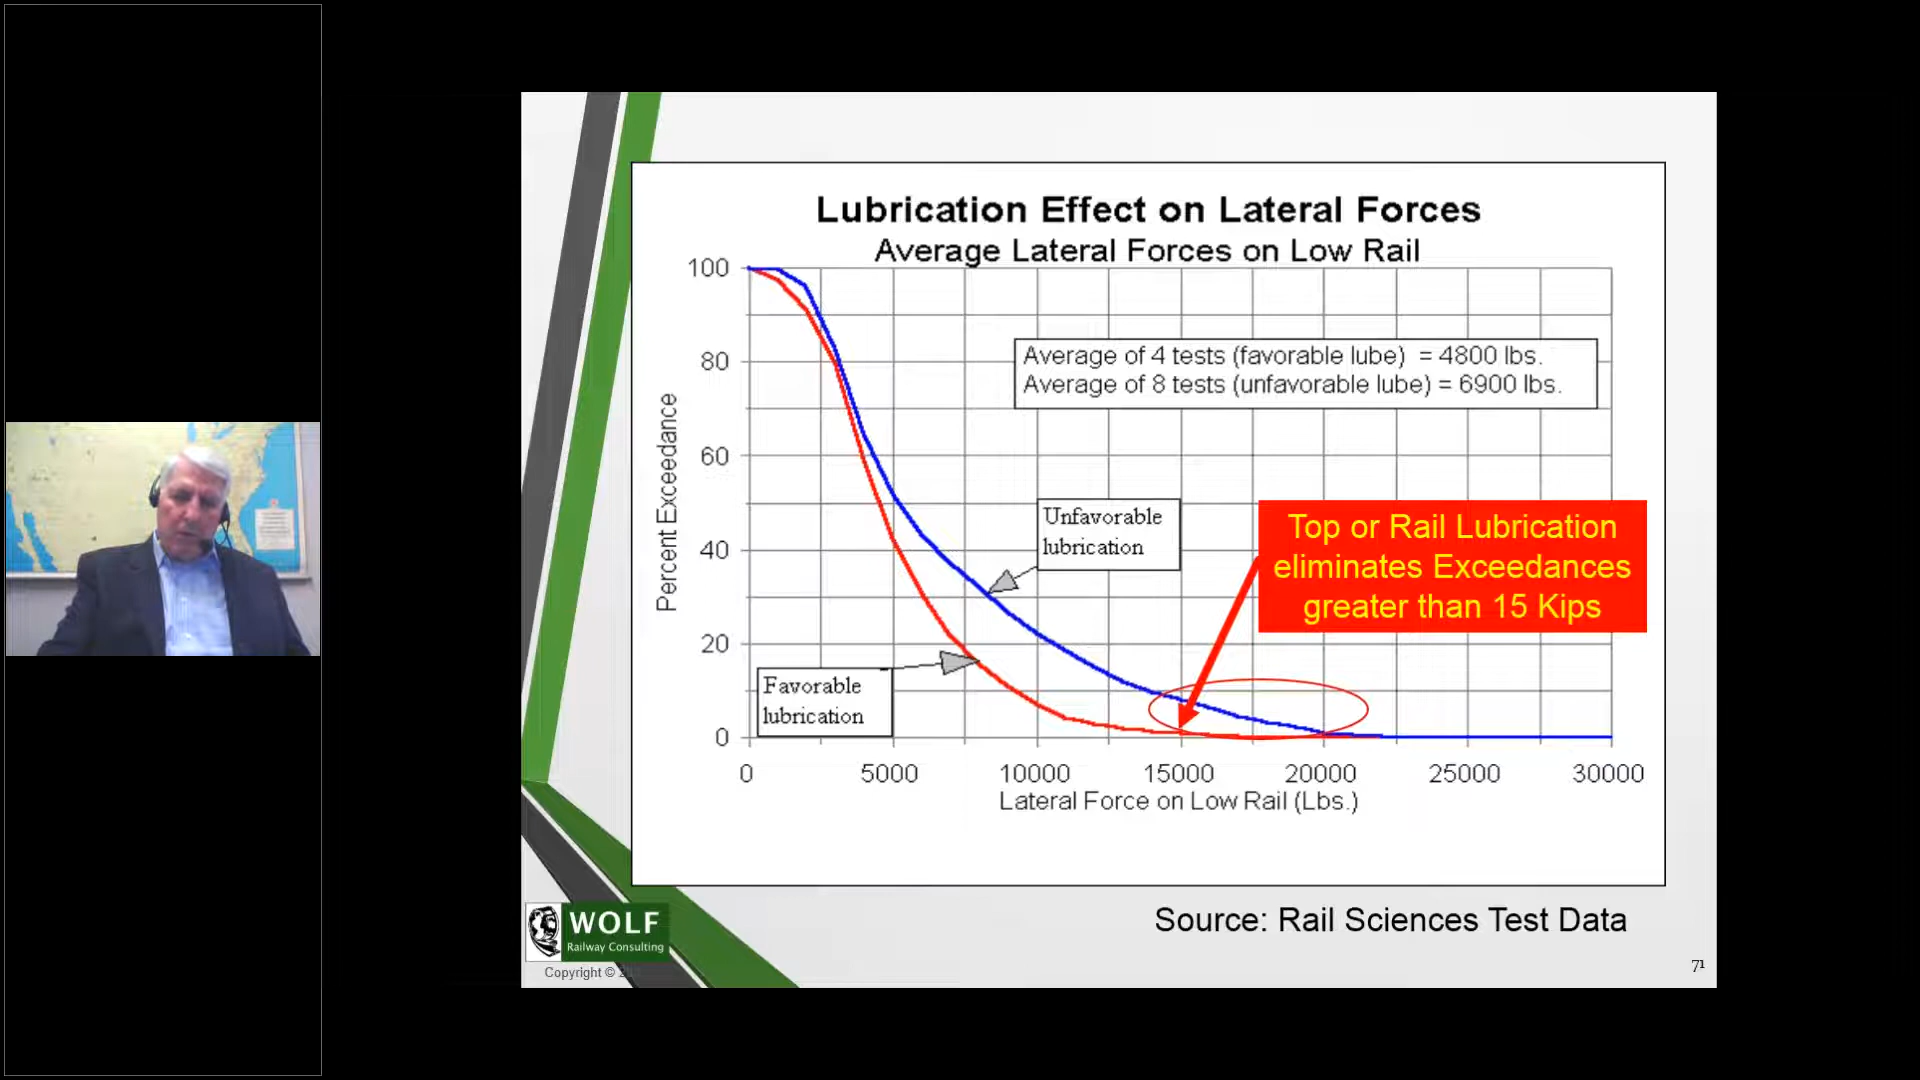 Lubrication Effect on Lateral Forces
Average Lateral Forces on Low Rail
100
80
60
40
20
0
Percent Exceedance
Average of 4 tests (favorable lube) = 4800 lbs.
Average of 8 tests (unfavorable lube) = 6900 lbs.
Unfavorable
lubrication
Top or Rail Lubrication
eliminates Exceedances
greater than 15 Kips
Favorable
lubrication
0 5000 10000 15000 20000 25000 30000
Lateral Force on Low Rail (Lbs.)
Source: Rail Sciences Test Data
WOLF
Railway Consulting
Copyright ©
71